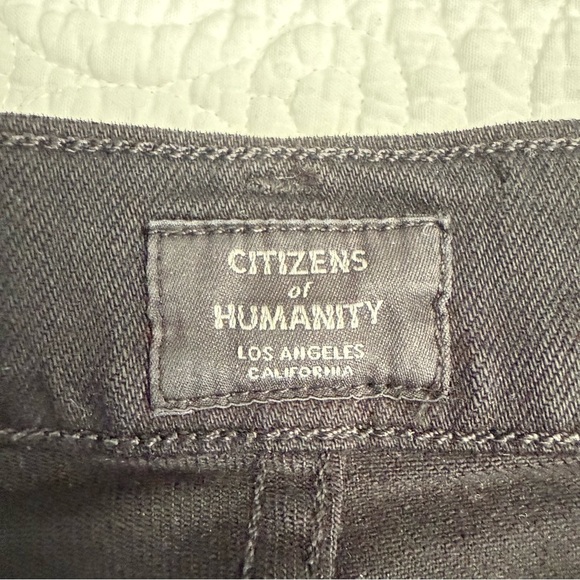 CITIZENS
of
HUMANITY
LOS ANGELES
CALIFORNIA